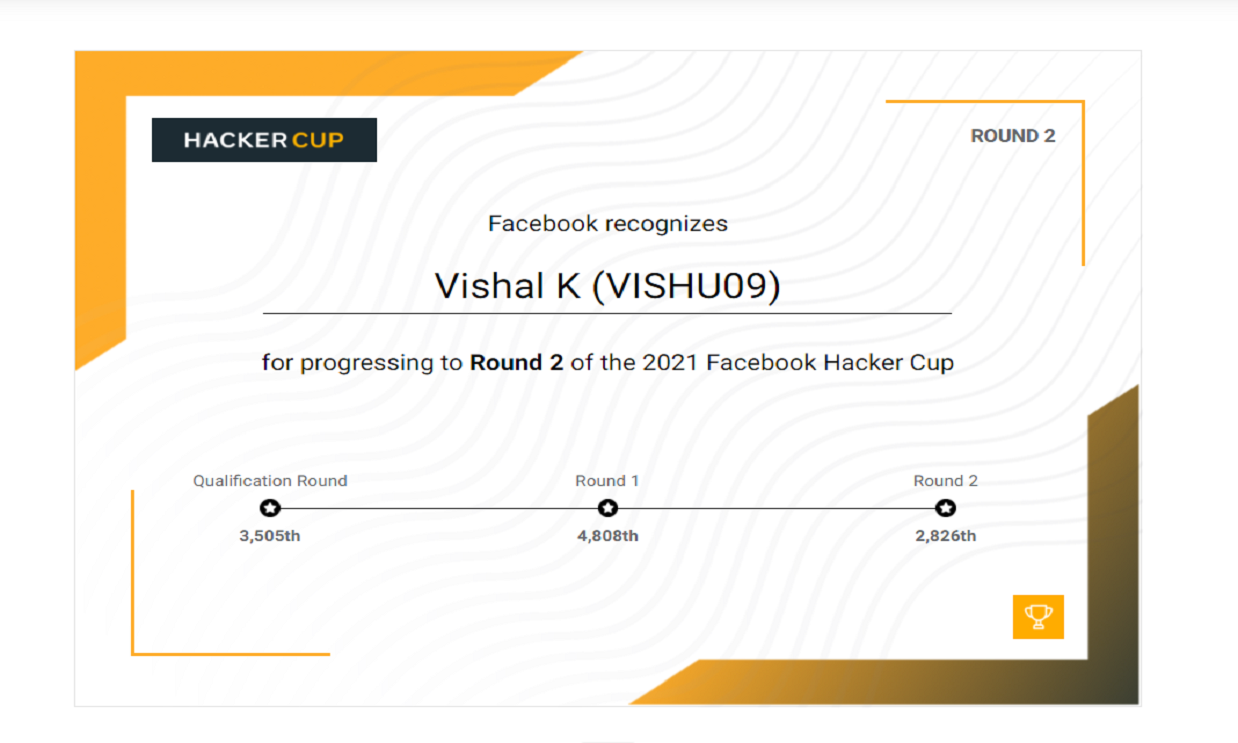 HACKER CUP
ROUND 2
Facebook recognizes
Vishal K (VISHU09)
for progressing to Round 2 of the 2021 Facebook Hacker Cup
Qualification Round
Round 1
Round 2
3,505th
4,808th
2,826th